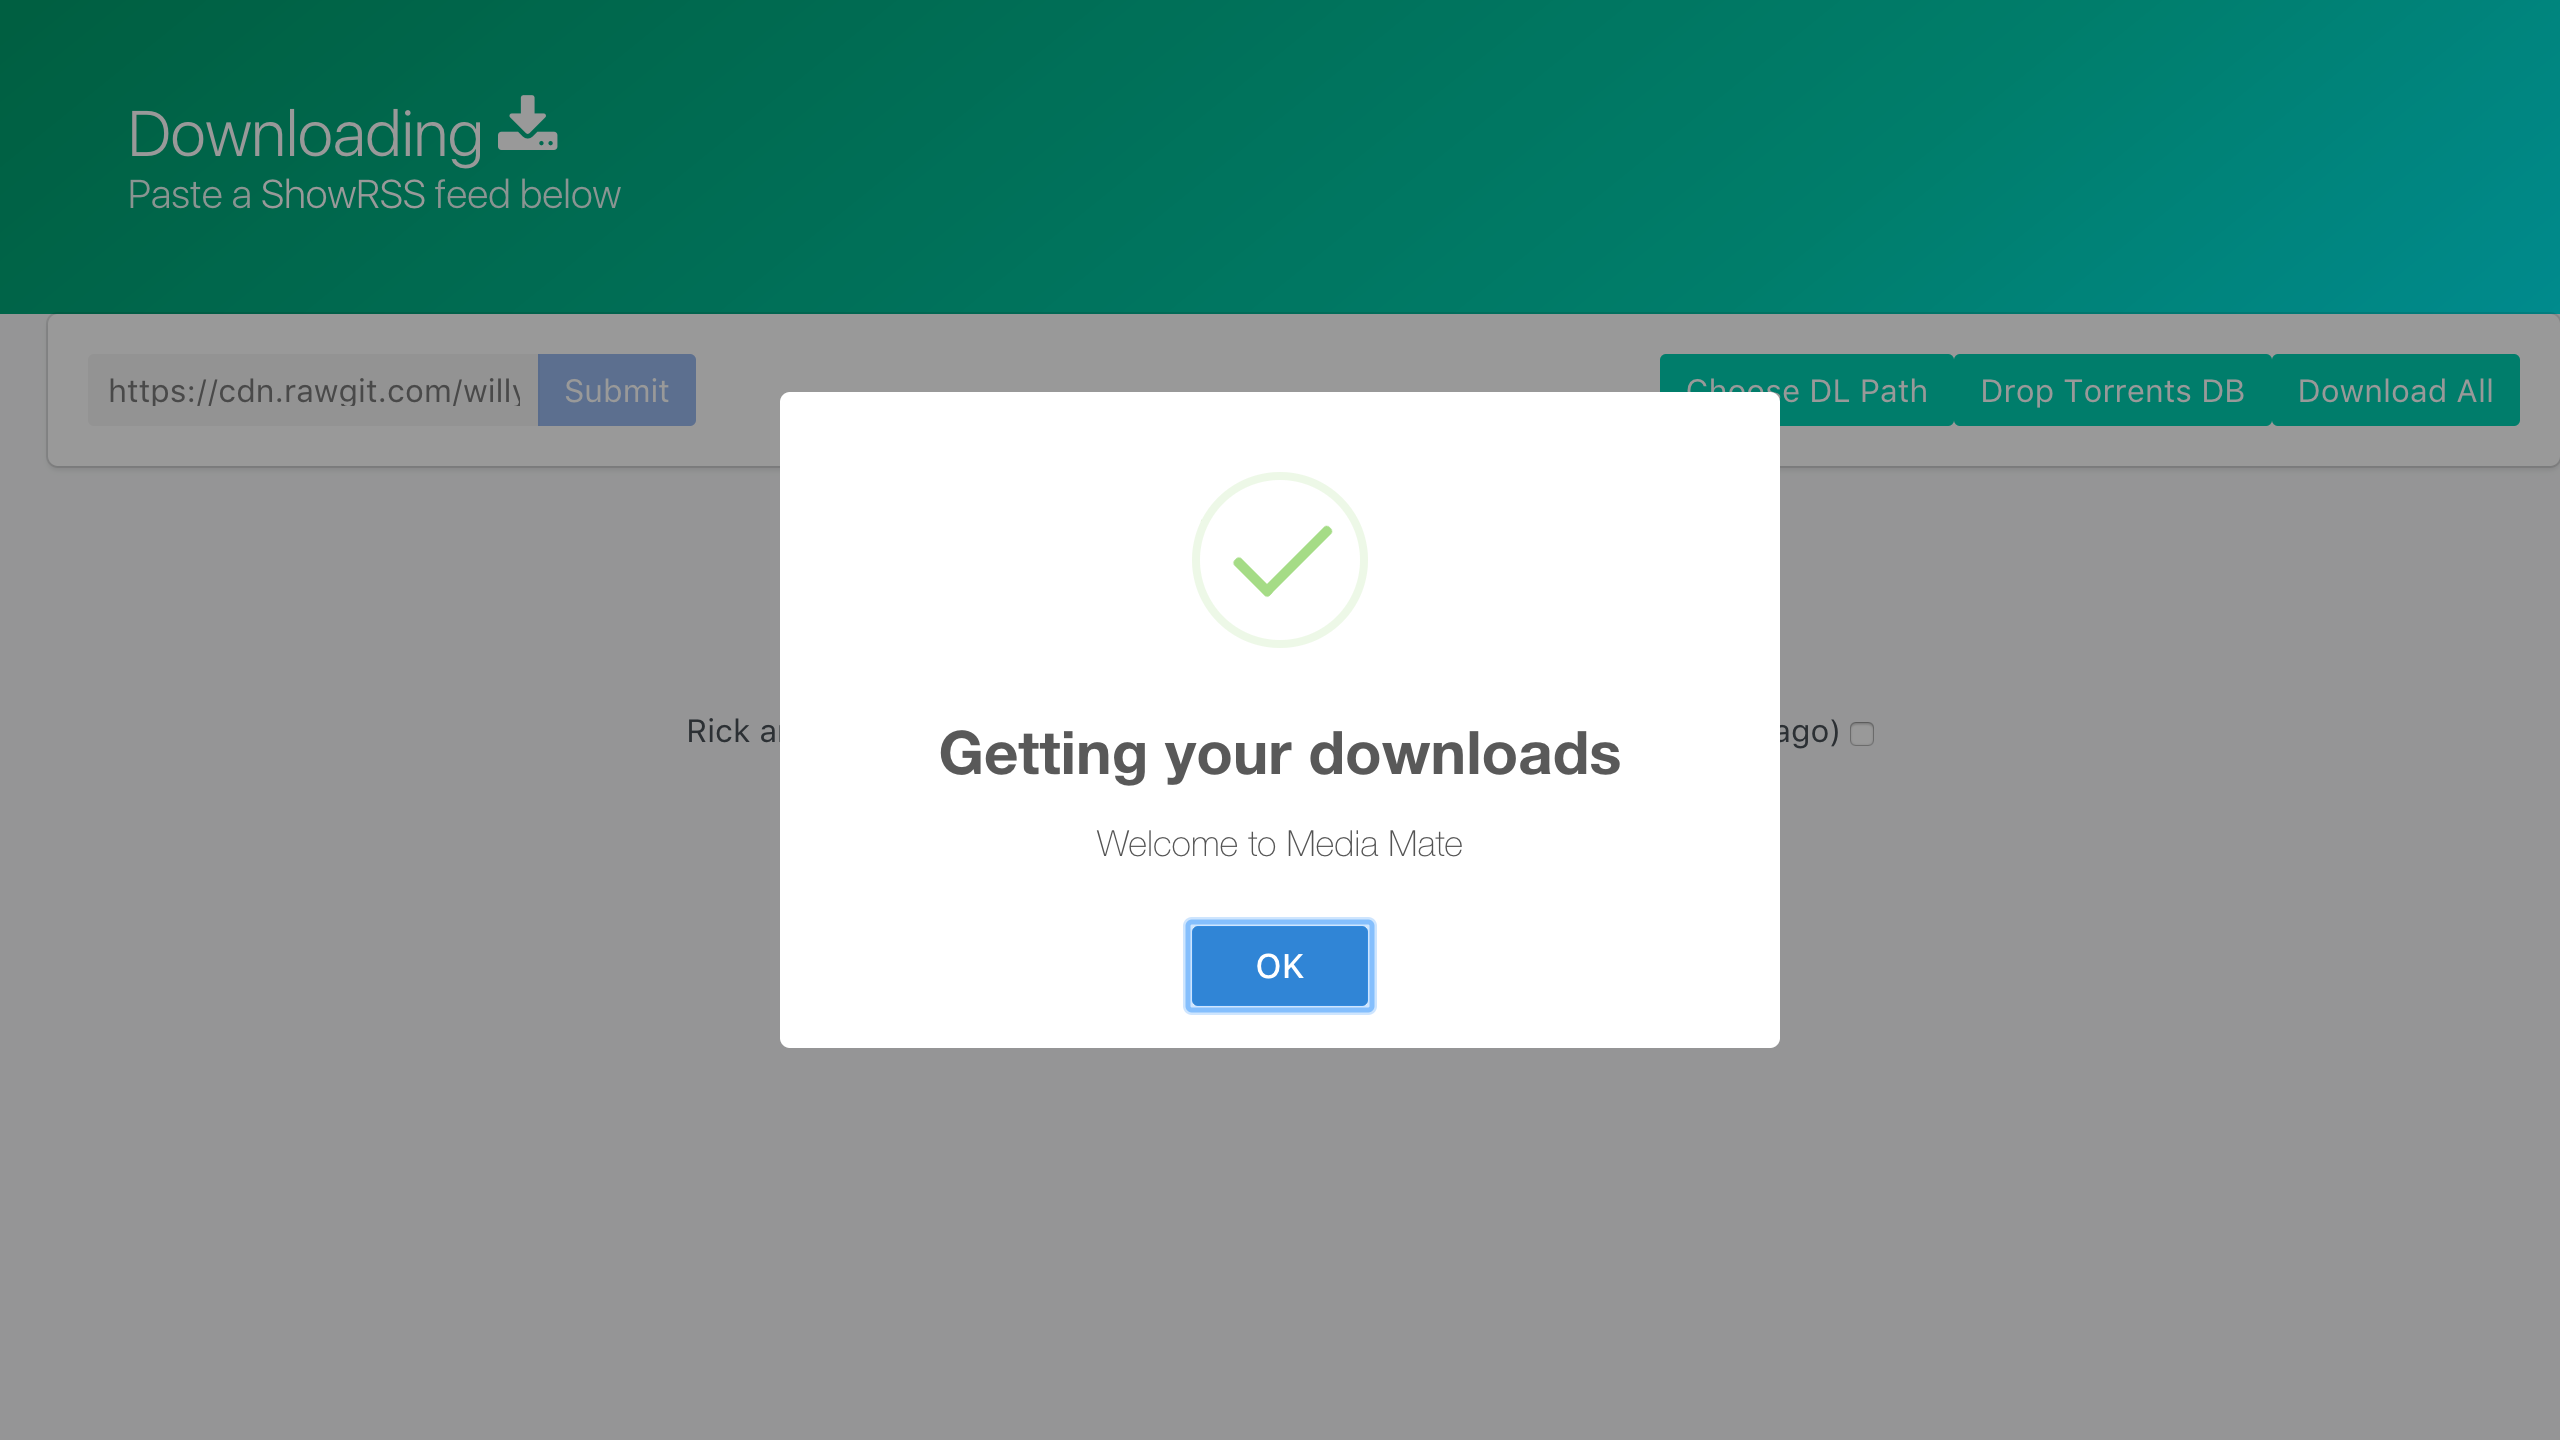 Downloading
Paste a ShowRSS feed below
https://cdn.rawgit.com/willy
Submit
Choose DL Path
Drop Torrents DB
Download All
Getting your downloads
Rick
ago)
Welcome to Media Mate
OK